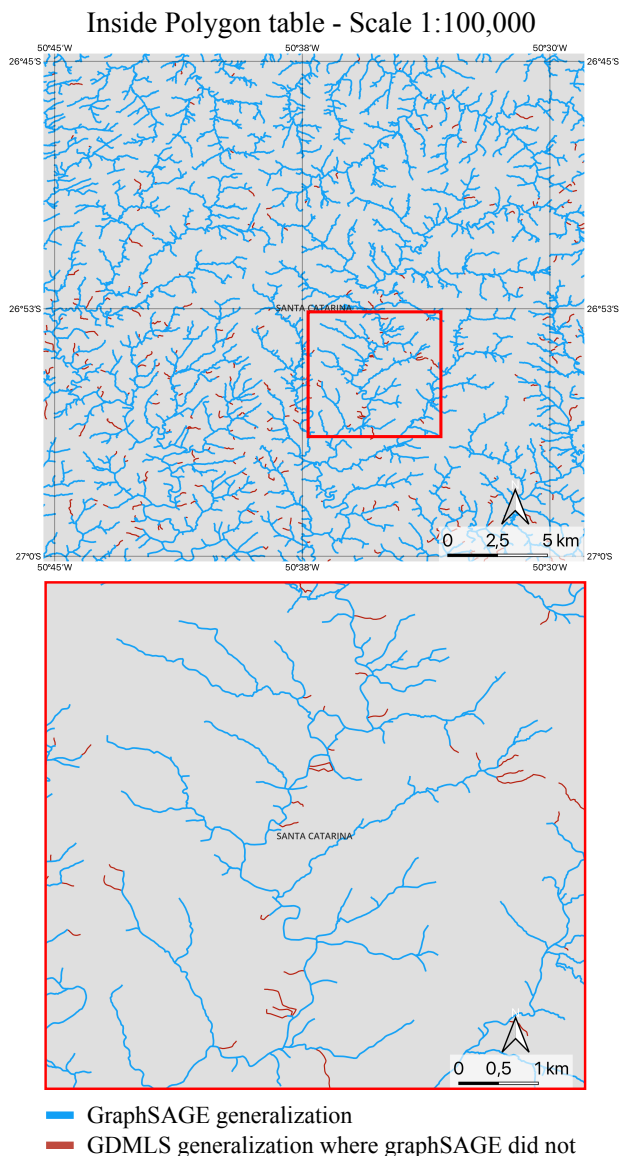 Inside Polygon table - Scale 1:100,000
50°45'W 50°38'W 50°30'W
26°45'S 26°45'S
26°53'S 26°53'S
SANTA CATARINA
N
0 2,5 5 km
27°0'S 27°0'S
50°45'W 50°38'W 50°30'W
SANTA CATARINA
N
0 0,5 1 km
GraphSAGE generalization
GDMLS generalization where graphSAGE did not